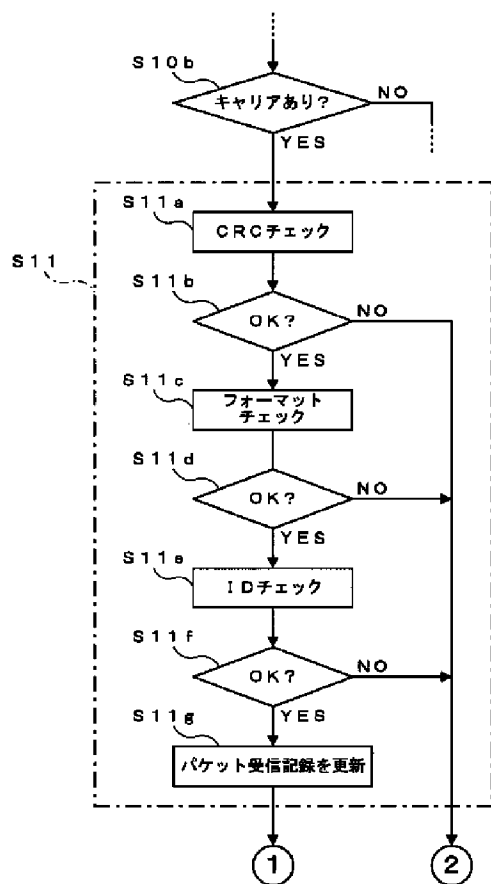 S10b
キャリアあり?
NO
YES
S11
S11a
CRCチェック
S11b
OK?
NO
YES
S11c
フォーマット
チェック
S11d
OK?
NO
YES
S11e
IDチェック
S11f
OK?
NO
YES
S11g
パケット受信記録を更新
1
2